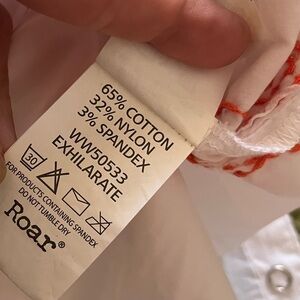 65% COTTON
32% NYLON
3% SPANDEX
WW50533
EXHILARATE
30
FOR PRODUCTS CONTAINING SPANDEX
DO NOT TUMBLE DRY
Roar®